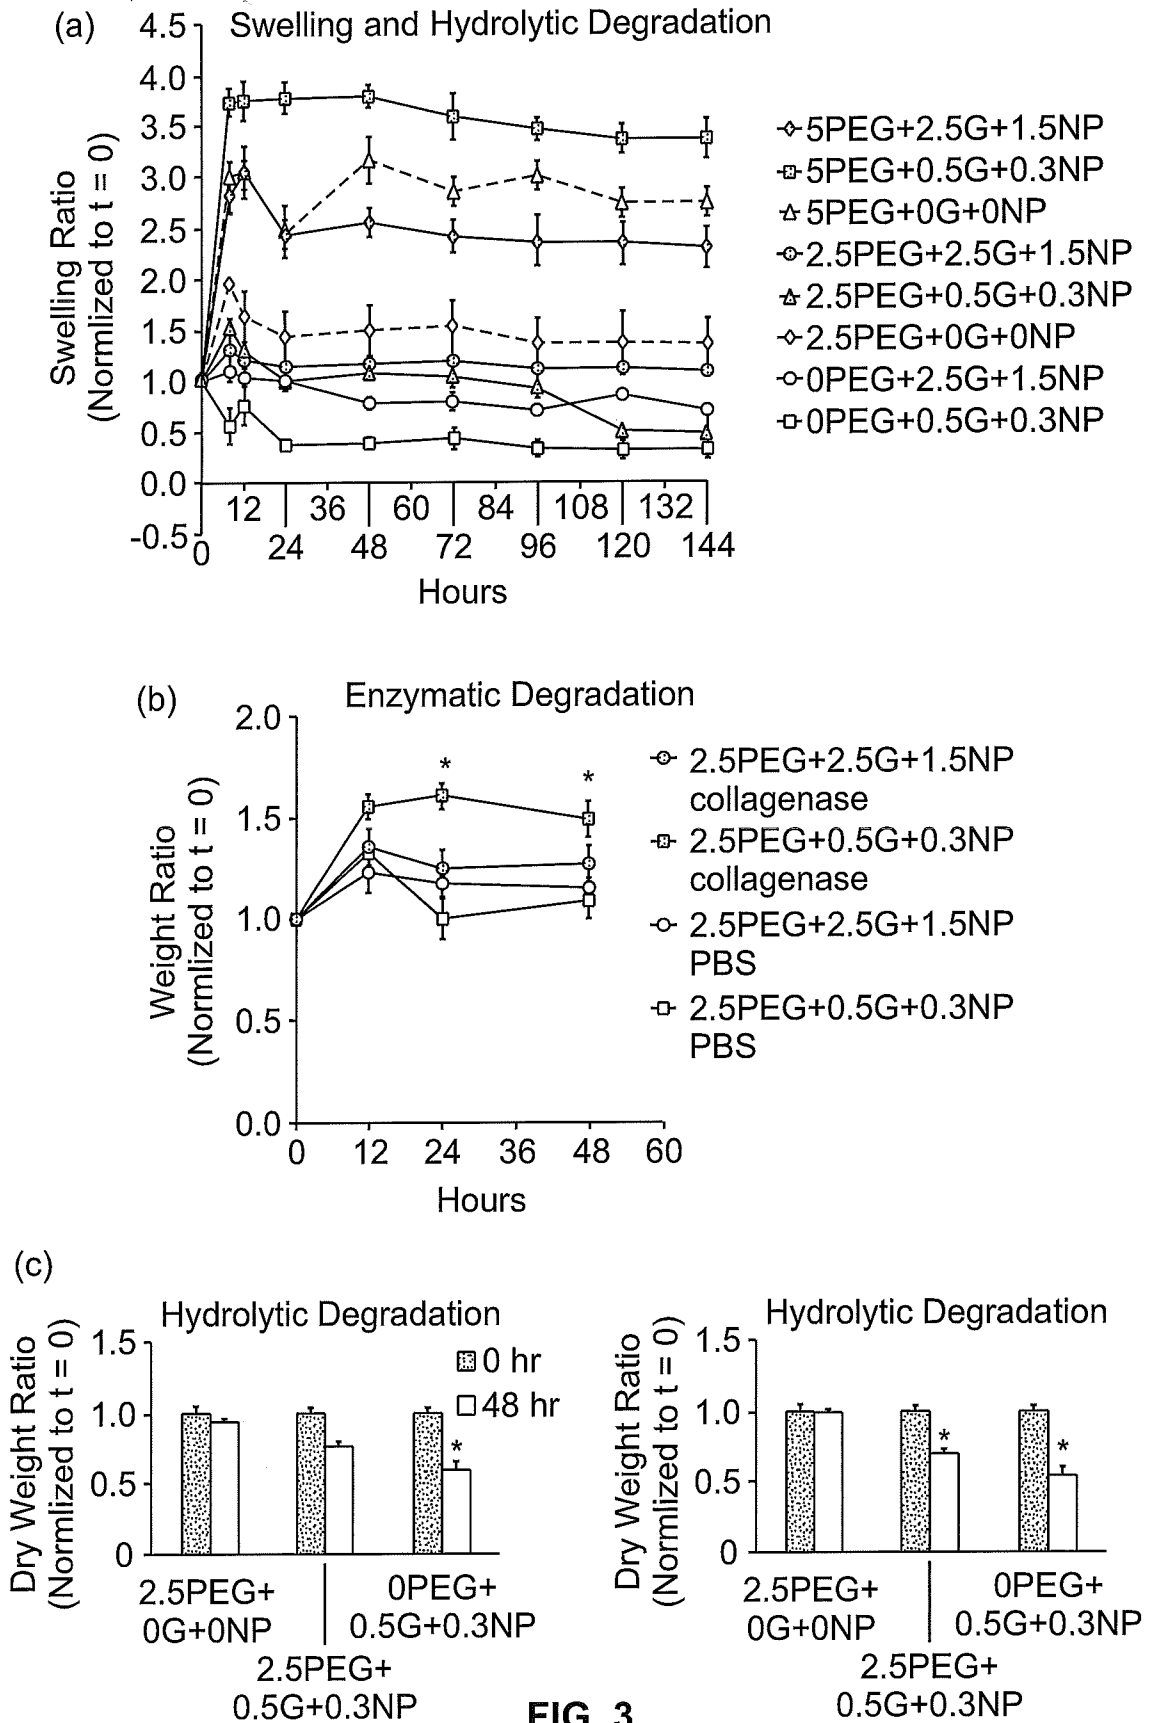 (a)
Swelling and Hydrolytic Degradation
Swelling Ratio
(Normlized to t = 0)
4.5
4.0
3.5
3.0
2.5
2.0
1.5
1.0
0.5
0.0
-0.5
12 36 60 84 108 132
0 24 48 72 96 120 144
Hours
5PEG+2.5G+1.5NP
5PEG+0.5G+0.3NP
5PEG+0G+0NP
2.5PEG+2.5G+1.5NP
2.5PEG+0.5G+0.3NP
2.5PEG+0G+0NP
0PEG+2.5G+1.5NP
0PEG+0.5G+0.3NP
(b)
Enzymatic Degradation
Weight Ratio
(Normlized to t = 0)
2.0
1.5
1.0
0.5
0.0
* *
0 12 24 36 48 60
Hours
2.5PEG+2.5G+1.5NP
collagenase
2.5PEG+0.5G+0.3NP
collagenase
2.5PEG+2.5G+1.5NP
PBS
2.5PEG+0.5G+0.3NP
PBS
(c)
Hydrolytic Degradation
Dry Weight Ratio
(Normlized to t = 0)
1.5
1.0
0.5
0
0 hr
48 hr
*
2.5PEG+
0G+0NP
0PEG+
0.5G+0.3NP
2.5PEG+
0.5G+0.3NP
Hydrolytic Degradation
Dry Weight Ratio
(Normlized to t = 0)
1.5
1.0
0.5
0
* *
2.5PEG+
0G+0NP
0PEG+
0.5G+0.3NP
2.5PEG+
0.5G+0.3NP
FIG. 3